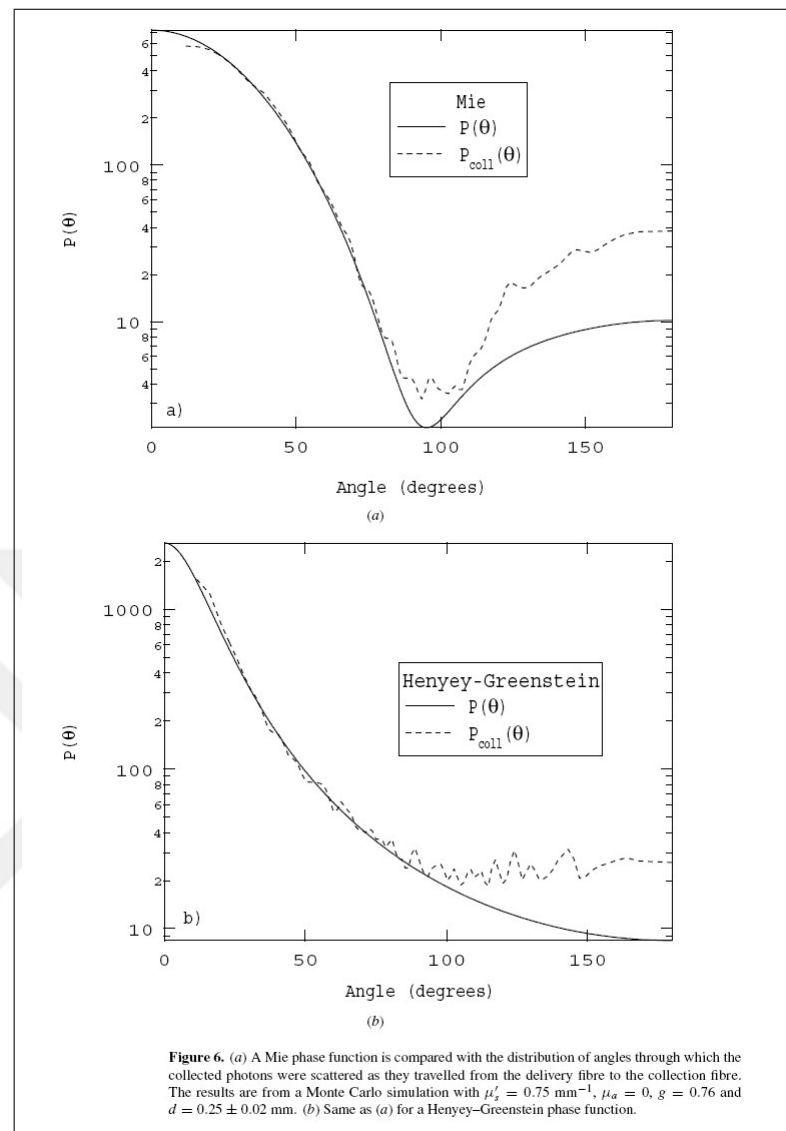 6
4
2
100
8
6
4
2
10
8
6
4
P(θ)
Mie
P(θ)
P_coll(θ)
a)
0 50 100 150
Angle (degrees)
(a)
2
1000
8
6
4
2
100
8
6
4
2
10
P(θ)
Henyey-Greenstein
P(θ)
P_coll(θ)
b)
0 50 100 150
Angle (degrees)
(b)
Figure 6. (a) A Mie phase function is compared with the distribution of angles through which the
collected photons were scattered as they travelled from the delivery fibre to the collection fibre.
The results are from a Monte Carlo simulation with μ′s = 0.75 mm⁻¹, μa = 0, g = 0.76 and
d = 0.25 ± 0.02 mm. (b) Same as (a) for a Henyey–Greenstein phase function.